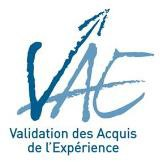 VAE
Validation des Acquis
de l'Expérience